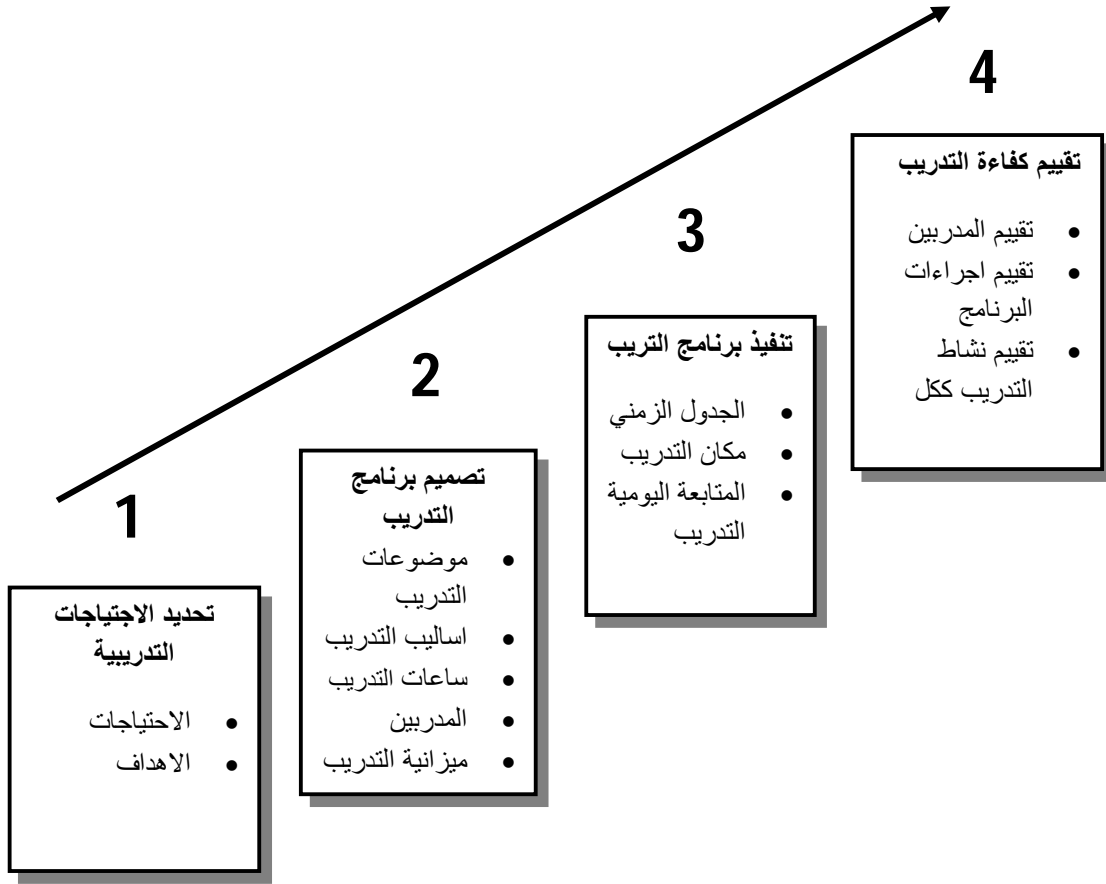 1
تحديد الاجتياجات
التدريبية
• الاحتياجات
• الاهداف
2
تصميم برنامج
التدريب
• موضوعات
التدريب
• اساليب التدريب
• ساعات التدريب
• المدربين
• ميزانية التدريب
3
تنفيذ برنامج التريب
• الجدول الزمني
• مكان التدريب
• المتابعة اليومية
التدريب
4
تقييم كفاءة التدريب
• تقييم المدربين
• تقييم اجراءات
البرنامج
• تقييم نشاط
التدريب ككل